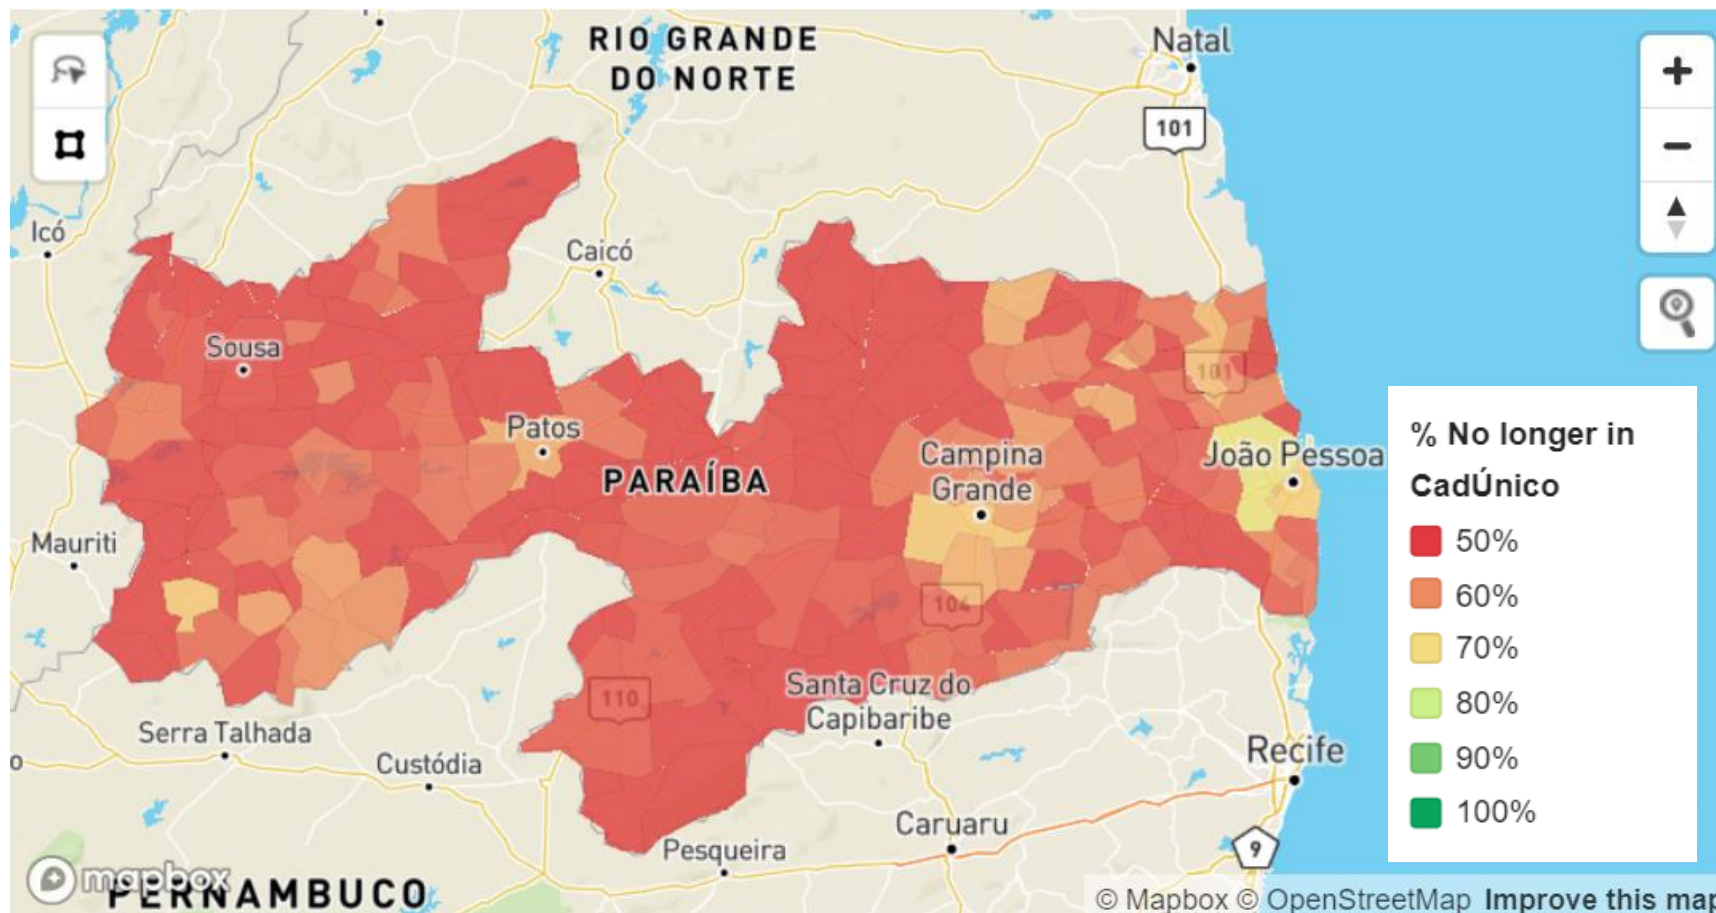 RIO GRANDE
DO NORTE
Natal
101
Icó
Caicó
Sousa
101
Patos
Campina
Grande
João Pessoa
PARAÍBA
Mauriti
104
110
Santa Cruz do
Capibaribe
Serra Talhada
Custódia
Recife
Caruaru
Pesqueira
9
mapbox
PERNAMBUCO
% No longer in
CadÚnico
50%
60%
70%
80%
90%
100%
© Mapbox © OpenStreetMap Improve this map